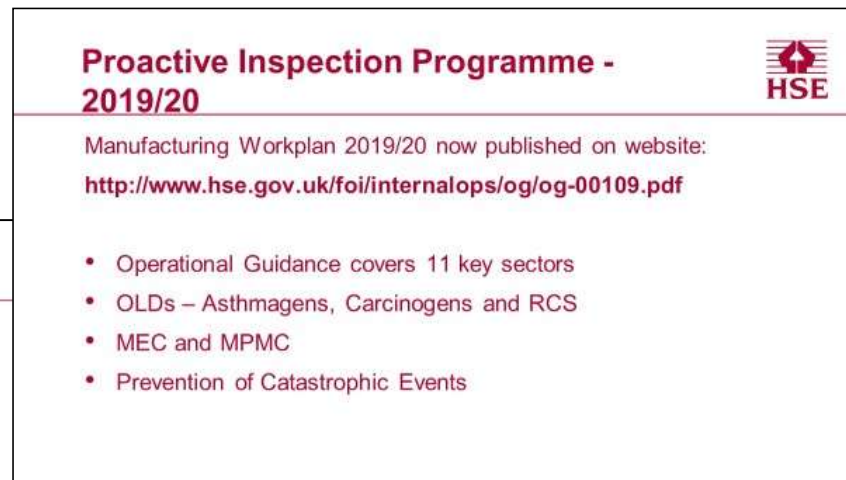 Proactive Inspection Programme -
2019/20
HSE
Manufacturing Workplan 2019/20 now published on website:
http://www.hse.gov.uk/foi/internalops/og/og-00109.pdf
• Operational Guidance covers 11 key sectors
• OLDs – Asthmagens, Carcinogens and RCS
• MEC and MPMC
• Prevention of Catastrophic Events